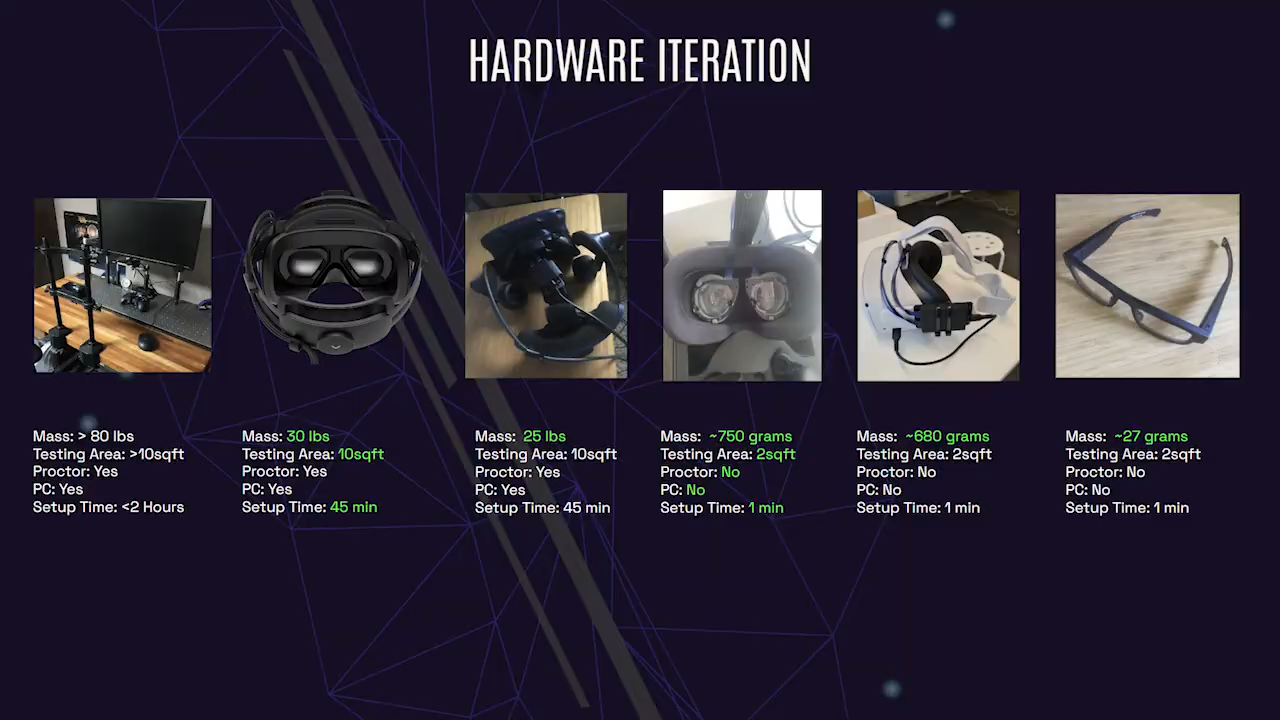 HARDWARE ITERATION
Mass: > 80 lbs
Testing Area: >10sqft
Proctor: Yes
PC: Yes
Setup Time: <2 Hours
Mass: 30 lbs
Testing Area: 10sqft
Proctor: Yes
PC: Yes
Setup Time: 45 min
Mass: 25 lbs
Testing Area: 10sqft
Proctor: Yes
PC: Yes
Setup Time: 45 min
Mass: ~750 grams
Testing Area: 2sqft
Proctor: No
PC: No
Setup Time: 1 min
Mass: ~680 grams
Testing Area: 2sqft
Proctor: No
PC: No
Setup Time: 1 min
Mass: ~27 grams
Testing Area: 2sqft
Proctor: No
PC: No
Setup Time: 1 min